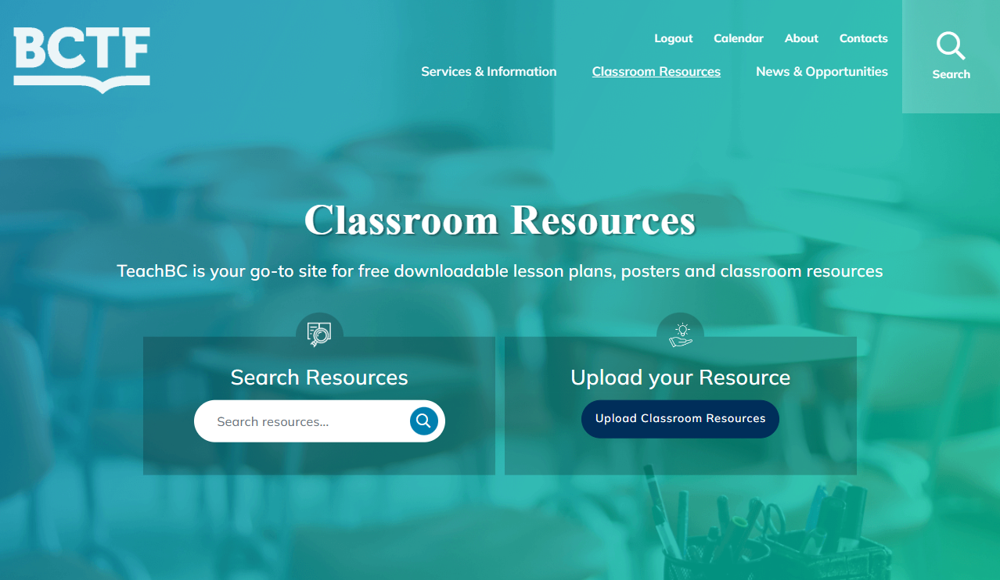 BCTF
Logout Calendar About Contacts
Services & Information Classroom Resources News & Opportunities
Search
Classroom Resources
TeachBC is your go-to site for free downloadable lesson plans, posters and classroom resources
Search Resources
Search resources...
Upload your Resource
Upload Classroom Resources